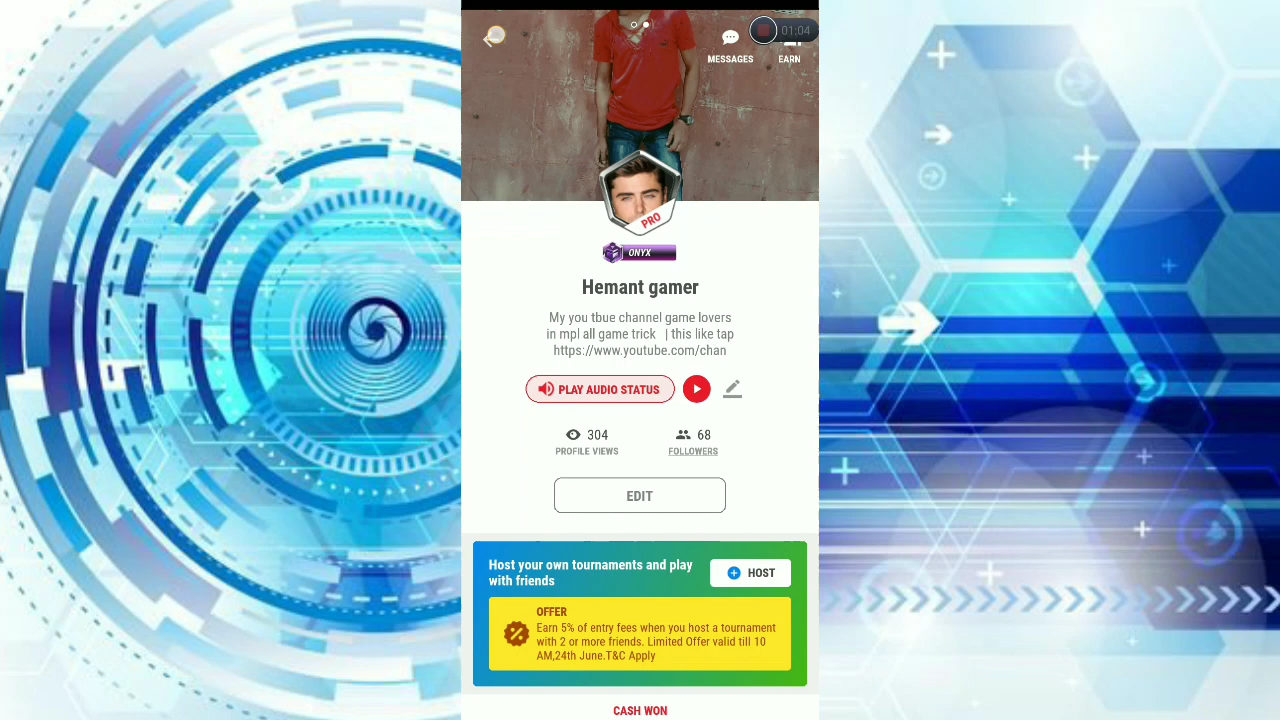 01:04
MESSAGES
EARN
PRO
ONYX
Hemant gamer
My you tbue channel game lovers
in mpl all game trick | this like tap
https://www.youtube.com/chan
PLAY AUDIO STATUS
304
68
PROFILE VIEWS
FOLLOWERS
EDIT
Host your own tournaments and play
with friends
HOST
OFFER
Earn 5% of entry fees when you host a tournament
with 2 or more friends. Limited Offer valid till 10
AM,24th June.T&C Apply
CASH WON